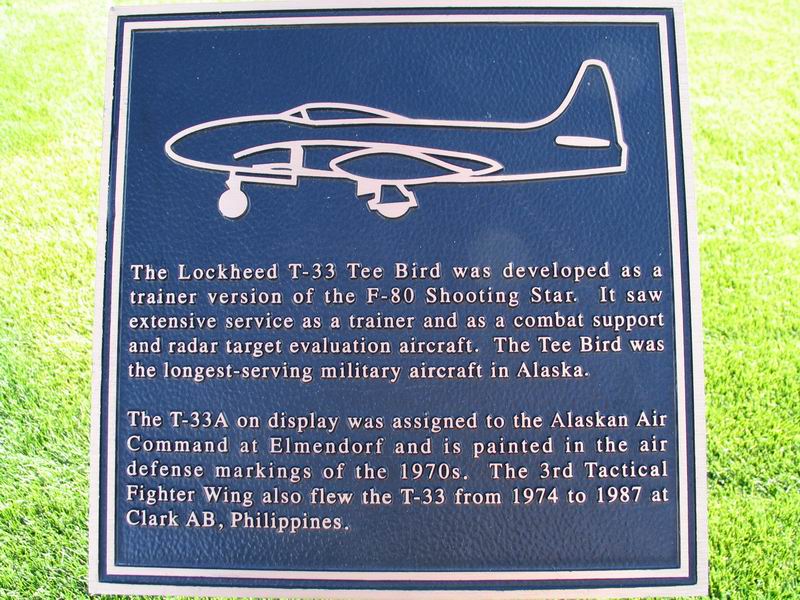 The Lockheed T-33 Tee Bird was developed as a
trainer version of the F-80 Shooting Star. It saw
extensive service as a trainer and as a combat support
and radar target evaluation aircraft. The Tee Bird was
the longest-serving military aircraft in Alaska.
The T-33A on display was assigned to the Alaskan Air
Command at Elmendorf and is painted in the air
defense markings of the 1970s. The 3rd Tactical
Fighter Wing also flew the T-33 from 1974 to 1987 at
Clark AB, Philippines.